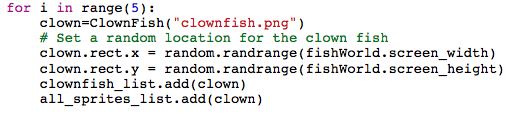 for i in range(5):
    clown=ClownFish("clownfish.png")
    # Set a random location for the clown fish
    clown.rect.x = random.randrange(fishWorld.screen_width)
    clown.rect.y = random.randrange(fishWorld.screen_height)
    clownfish_list.add(clown)
    all_sprites_list.add(clown)